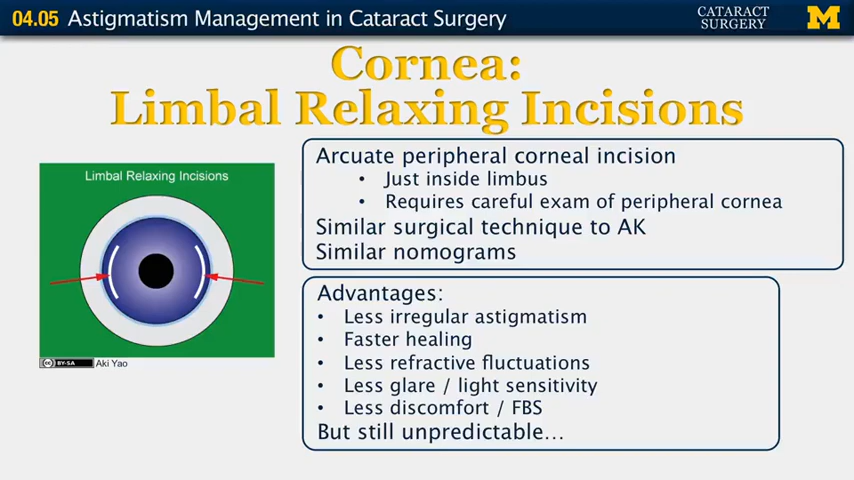 04.05 Astigmatism Management in Cataract Surgery
CATARACT
SURGERY
M
Cornea:
Limbal Relaxing Incisions
Limbal Relaxing Incisions
BY-SA Aki Yao
Arcuate peripheral corneal incision
• Just inside limbus
• Requires careful exam of peripheral cornea
Similar surgical technique to AK
Similar nomograms
Advantages:
• Less irregular astigmatism
• Faster healing
• Less refractive fluctuations
• Less glare / light sensitivity
• Less discomfort / FBS
But still unpredictable…